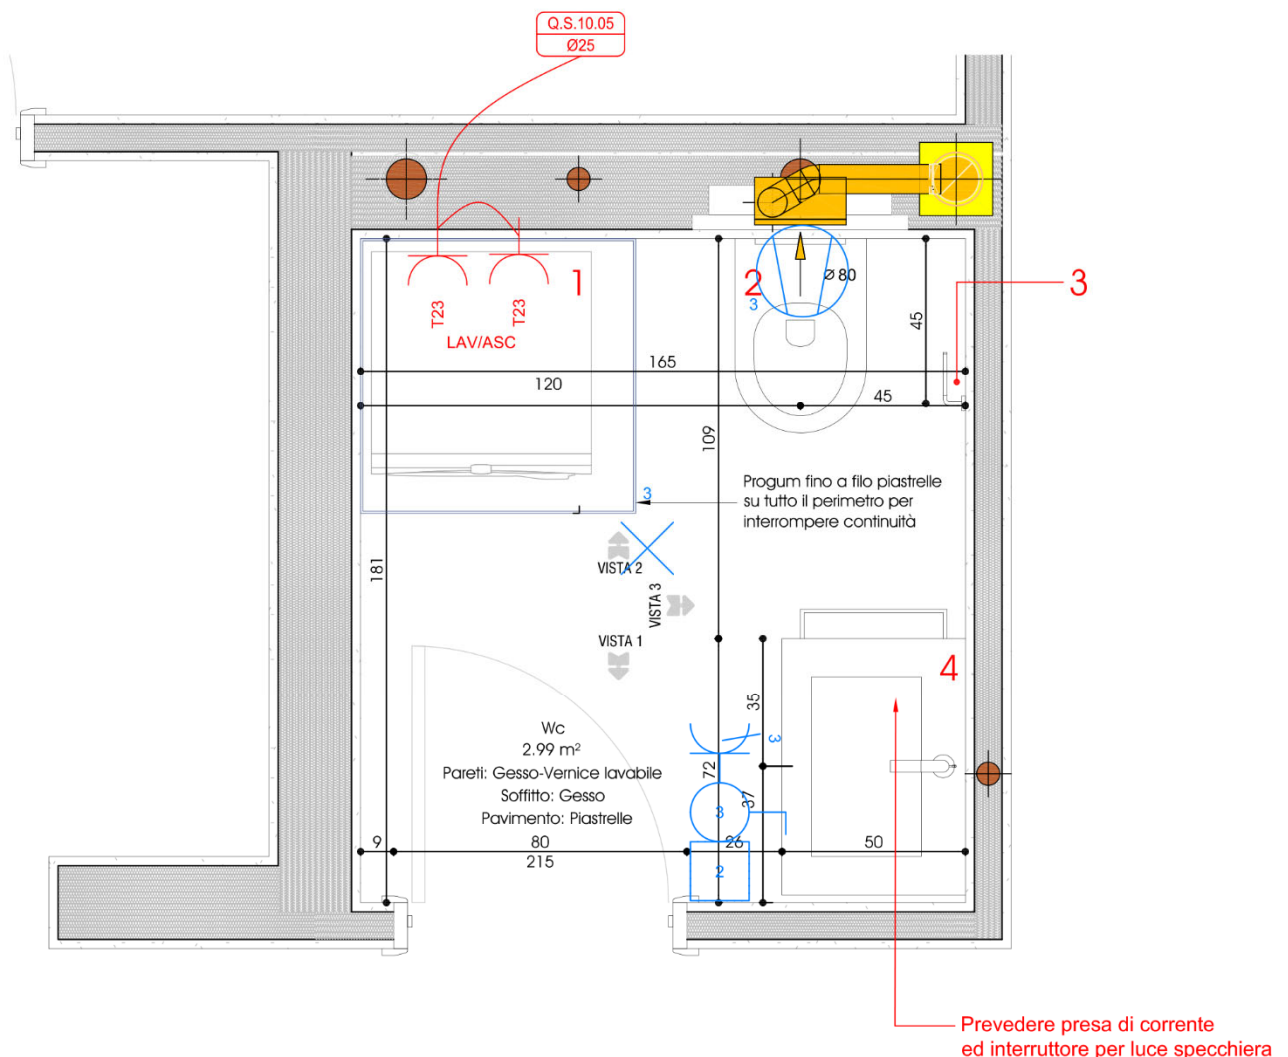 Q.S.10.05
Ø25
1
2
3
3
Ø 80
T23
T23
LAV/ASC
45
165
120
45
109
Progum fino a filo piastrelle
su tutto il perimetro per
interrompere continuità
3
181
VISTA 2
VISTA 3
VISTA 1
4
35
Wc
2.99 m²
Pareti: Gesso-Vernice lavabile
Soffitto: Gesso
Pavimento: Piastrelle
72
3
37
3
9
80
26
50
215
2
Prevedere presa di corrente
ed interruttore per luce specchiera